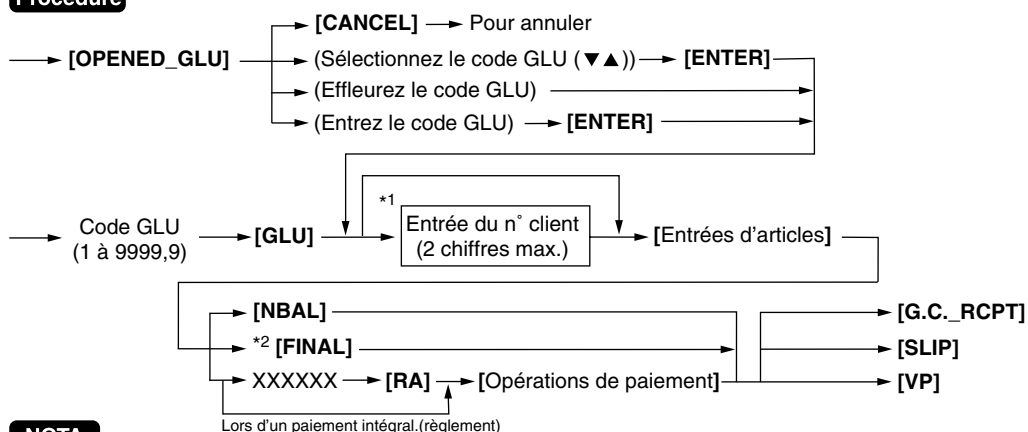 Procédure
[CANCEL] Pour annuler
[OPENED_GLU] (Sélectionnez le code GLU (▼▲)) [ENTER]
(Effleurez le code GLU)
(Entrez le code GLU) [ENTER]
*1
Code GLU
(1 à 9999,9)
[GLU]
Entrée du n° client
(2 chiffres max.)
[Entrées d'articles]
[NBAL] [G.C._RCPT]
*2 [FINAL] [SLIP]
XXXXXX [RA] [Opérations de paiement] [VP]
Lors d'un paiement intégral.(règlement)
NOTA